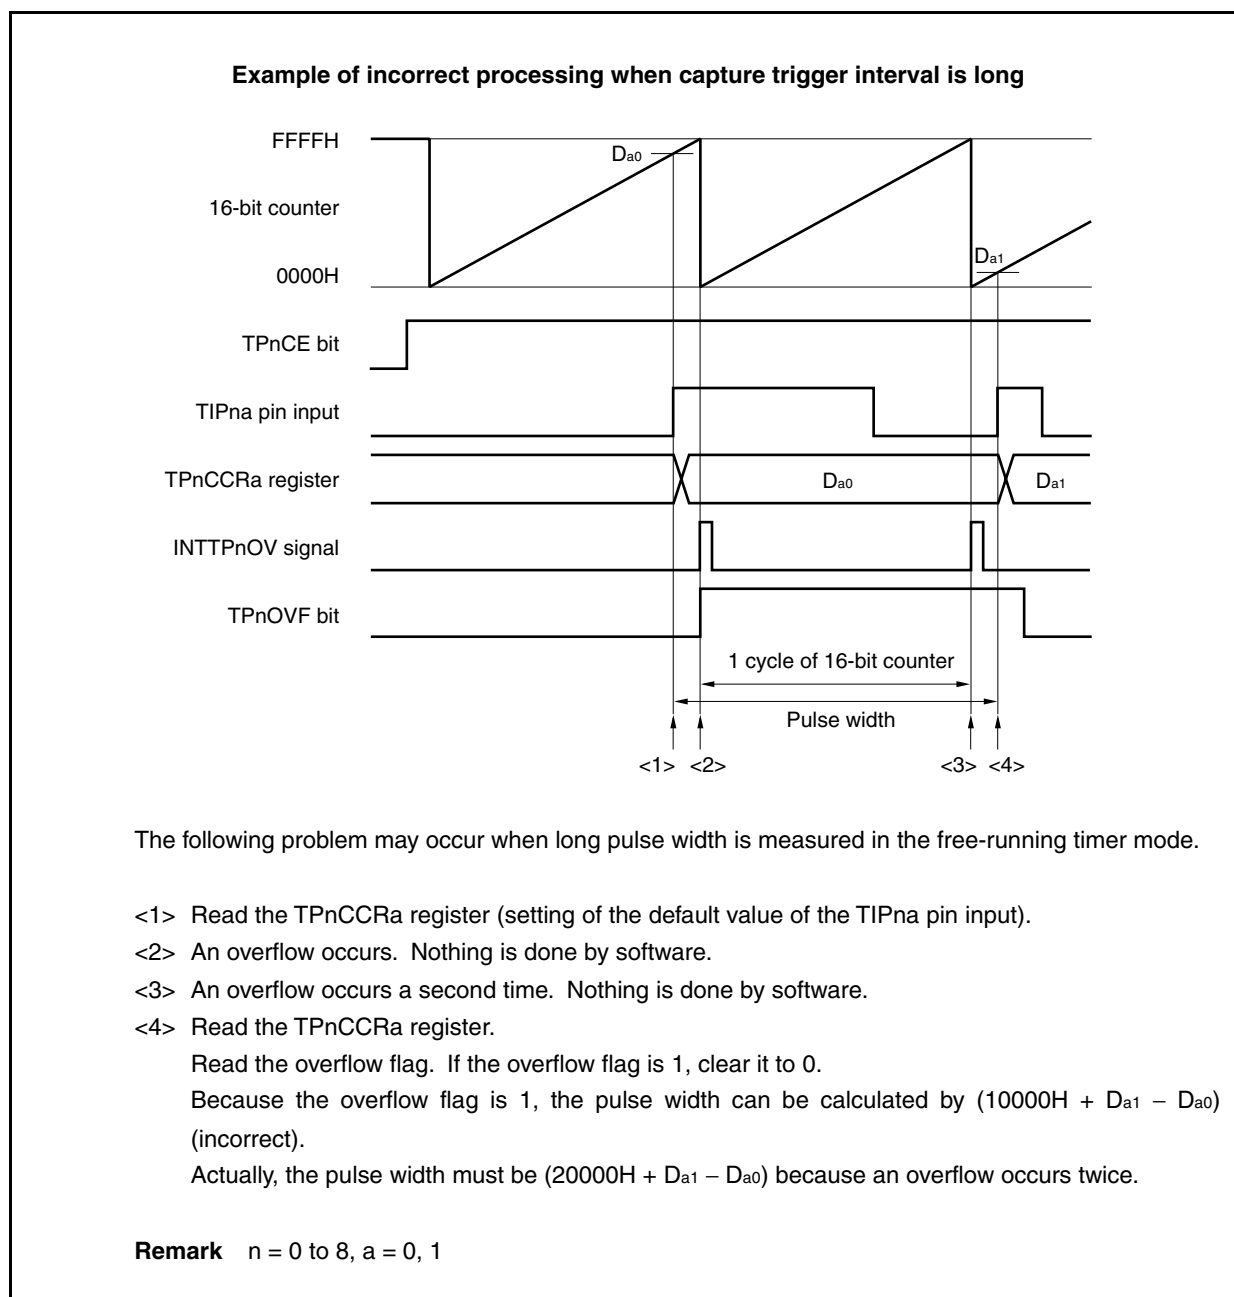 Example of incorrect processing when capture trigger interval is long
FFFFH
Da0
16-bit counter
Da1
0000H
TPnCE bit
TIPna pin input
TPnCCRa register
Da0
Da1
INTTPnOV signal
TPnOVF bit
1 cycle of 16-bit counter
Pulse width
<1> <2> <3> <4>
The following problem may occur when long pulse width is measured in the free-running timer mode.
<1> Read the TPnCCRa register (setting of the default value of the TIPna pin input).
<2> An overflow occurs. Nothing is done by software.
<3> An overflow occurs a second time. Nothing is done by software.
<4> Read the TPnCCRa register.
Read the overflow flag. If the overflow flag is 1, clear it to 0.
Because the overflow flag is 1, the pulse width can be calculated by (10000H + Da1 – Da0)
(incorrect).
Actually, the pulse width must be (20000H + Da1 – Da0) because an overflow occurs twice.
Remark n = 0 to 8, a = 0, 1